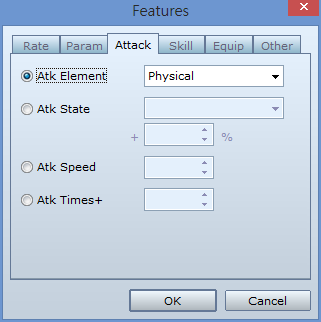 Features
Rate Param Attack Skill Equip Other
Atk Element Physical
Atk State
+ %
Atk Speed
Atk Times+
OK Cancel